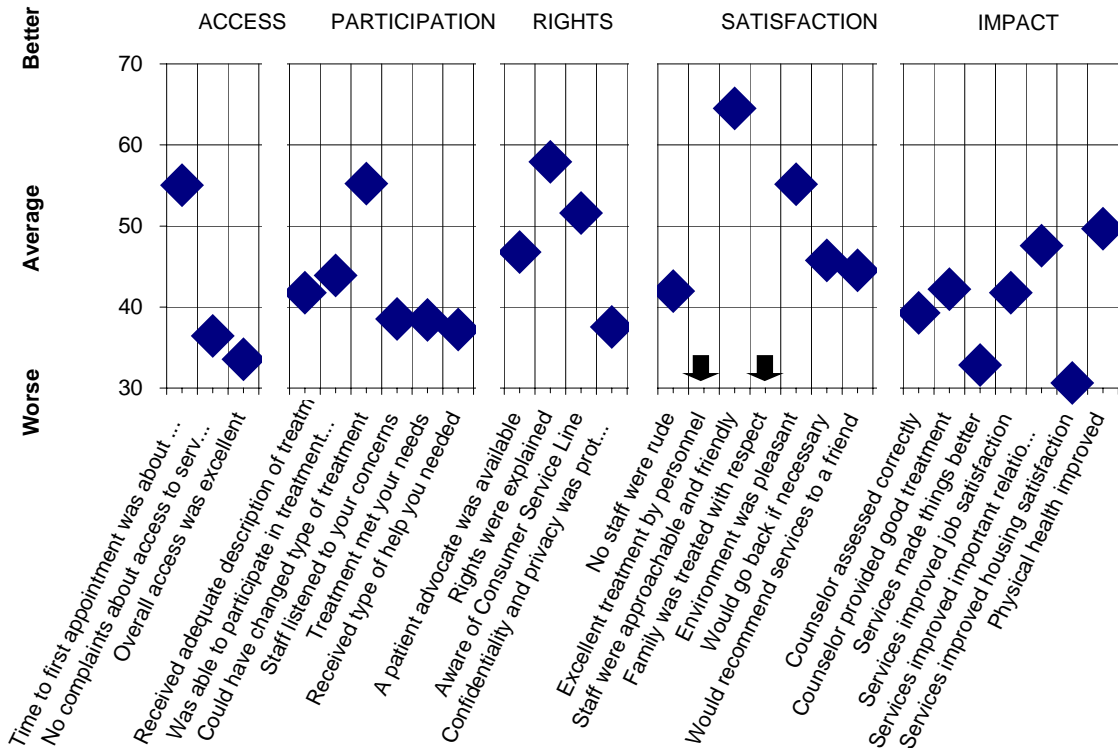 ACCESS
PARTICIPATION
RIGHTS
SATISFACTION
IMPACT
Better
Average
Worse
70
60
50
40
30
Time to first appointment was about ...
No complaints about access to serv...
Overall access was excellent
Received adequate description of treatm
Was able to participate in treatment...
Could have changed type of treatment
Staff listened to your concerns
Treatment met your needs
Received type of help you needed
A patient advocate was available
Rights were explained
Aware of Consumer Service Line
Confidentiality and privacy was prot...
No staff were rude
Excellent treatment by personnel
Staff were approachable and friendly
Family was treated with respect
Environment was pleasant
Would go back if necessary
Would recommend services to a friend
Counselor assessed correctly
Counselor provided good treatment
Services made things better
Services improved job satisfaction
Services improved important relatio...
Services improved housing satisfaction
Physical health improved